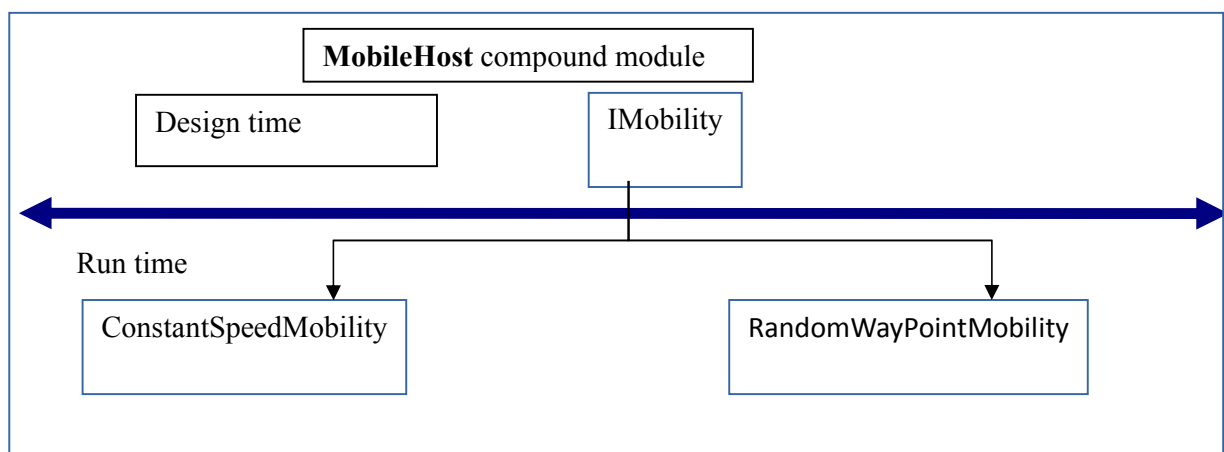 MobileHost compound module
Design time
IMobility
Run time
ConstantSpeedMobility
RandomWayPointMobility